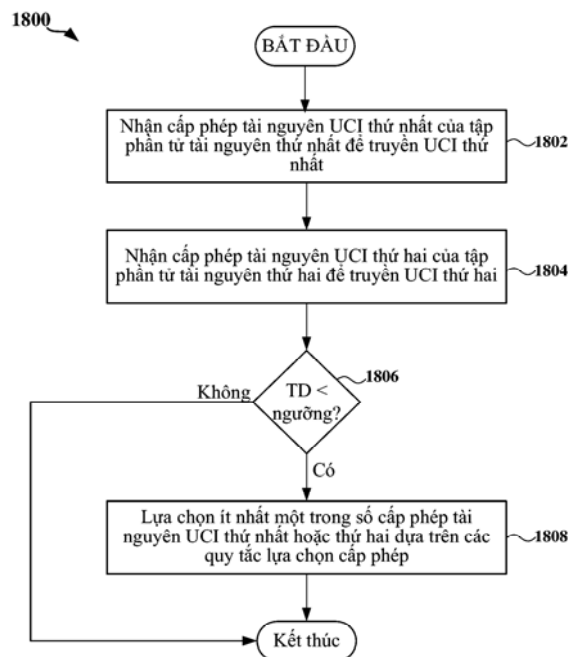 1800
BẮT ĐẦU
Nhận cấp phép tài nguyên UCI thứ nhất của tập
phần tử tài nguyên thứ nhất để truyền UCI thứ
nhất
1802
Nhận cấp phép tài nguyên UCI thứ hai của tập
phần tử tài nguyên thứ hai để truyền UCI thứ hai
1804
1806
Không
TD <
ngưỡng?
Có
Lựa chọn ít nhất một trong số cấp phép tài
nguyên UCI thứ nhất hoặc thứ hai dựa trên các
quy tắc lựa chọn cấp phép
1808
Kết thúc